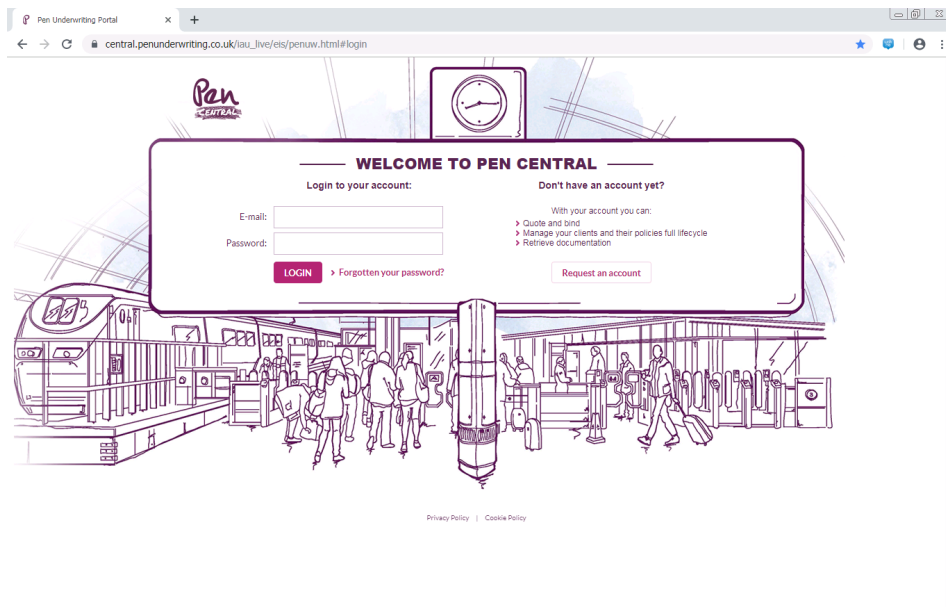 Pen Underwriting Portal
central.penunderwriting.co.uk/iau_live/eis/penuw.html#login
Pen
CENTRAL
WELCOME TO PEN CENTRAL
Login to your account:
E-mail:
Password:
LOGIN
Forgotten your password?
Don't have an account yet?
With your account you can:
Quote and bind
Manage your clients and their policies full lifecycle
Retrieve documentation
Request an account
Privacy Policy | Cookie Policy